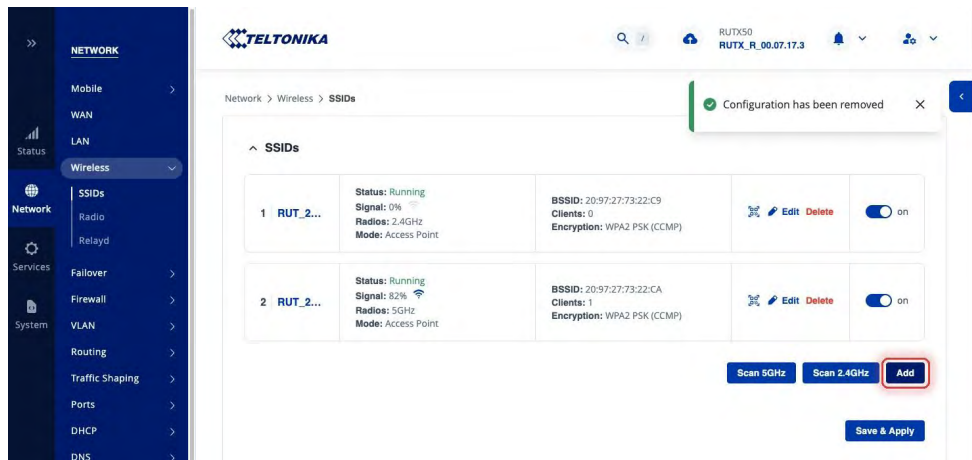 NETWORK
Mobile
WAN
LAN
Wireless
SSIDs
Radio
Relayd
Failover
Firewall
VLAN
Routing
Traffic Shaping
Ports
DHCP
DNS
Status
Network
Services
System
TELTONIKA
/
RUTX50
RUTX_R_00.07.17.3
Network > Wireless > SSIDs
Configuration has been removed
SSIDs
1 RUT_2...
Status: Running
Signal: 0%
Radios: 2.4GHz
Mode: Access Point
BSSID: 20:97:27:73:22:C9
Clients: 0
Encryption: WPA2 PSK (CCMP)
Edit Delete
on
2 RUT_2...
Status: Running
Signal: 82%
Radios: 5GHz
Mode: Access Point
BSSID: 20:97:27:73:22:CA
Clients: 1
Encryption: WPA2 PSK (CCMP)
Edit Delete
on
Scan 5GHz Scan 2.4GHz Add
Save & Apply